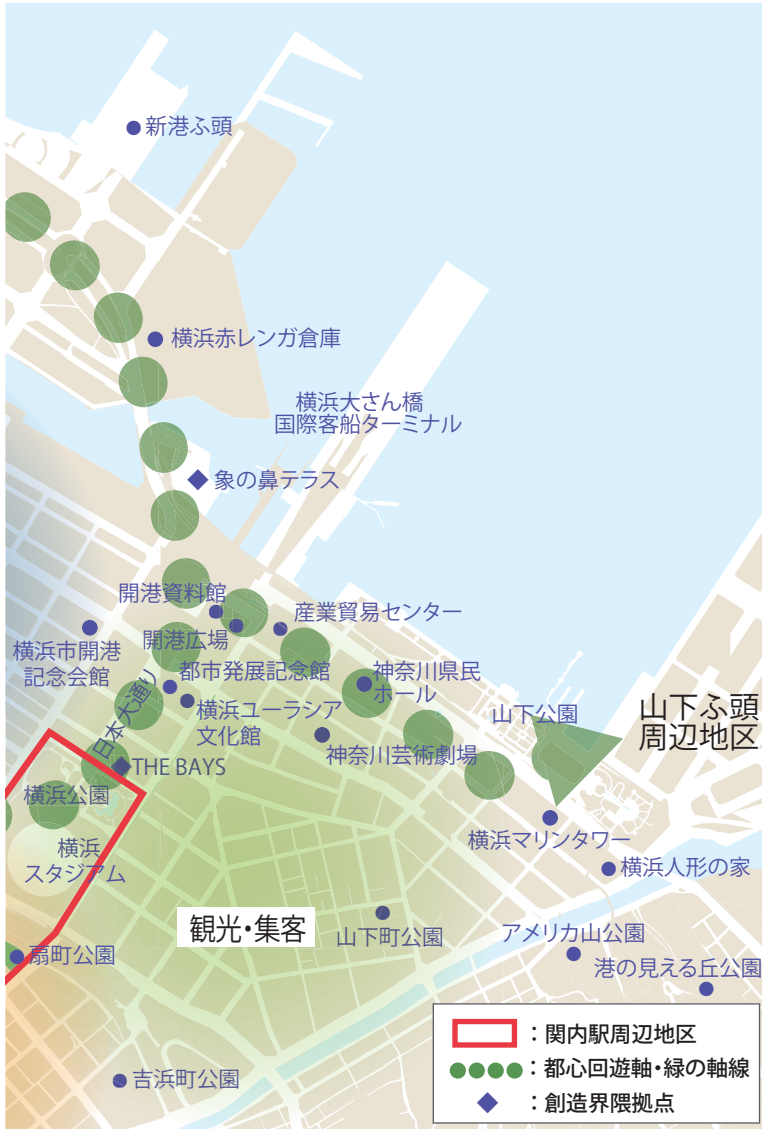 新港ふ頭
横浜赤レンガ倉庫
横浜大さん橋
国際客船ターミナル
象の鼻テラス
開港資料館
産業貿易センター
開港広場
横浜市開港
記念会館
都市発展記念館
神奈川県民
ホール
日本大通り
横浜ユーラシア
文化館
山下公園
山下ふ頭
周辺地区
神奈川芸術劇場
THE BAYS
横浜公園
横浜マリンタワー
横浜
スタジアム
横浜人形の家
観光・集客
山下町公園
アメリカ山公園
扇町公園
港の見える丘公園
吉浜町公園
：関内駅周辺地区
：都心回遊軸・緑の軸線
：創造界隈拠点